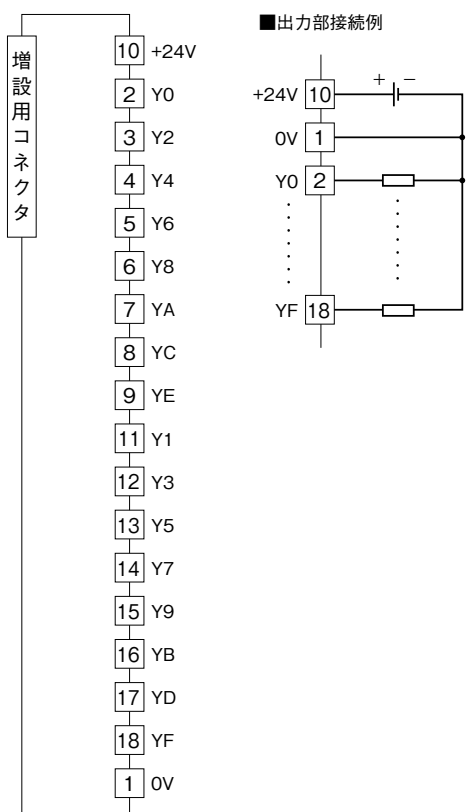 増設用コネクタ
10 +24V
2 Y0
3 Y2
4 Y4
5 Y6
6 Y8
7 YA
8 YC
9 YE
11 Y1
12 Y3
13 Y5
14 Y7
15 Y9
16 YB
17 YD
18 YF
1 0V
■出力部接続例
+ −
+24V 10
0V 1
Y0 2
YF 18